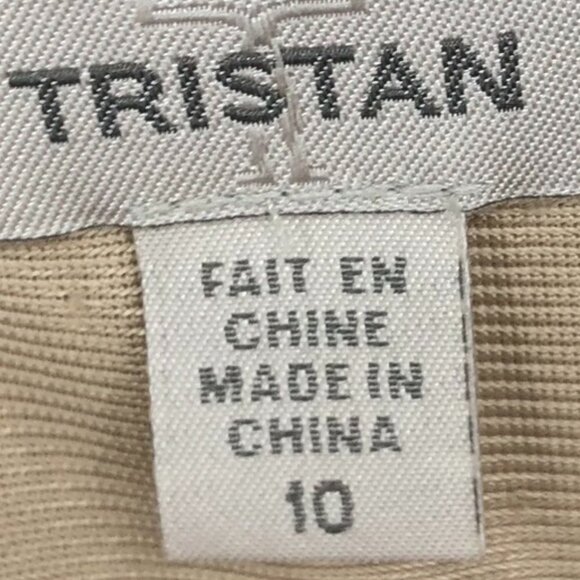 TRISTAN
FAIT EN
CHINE
MADE IN
CHINA
10